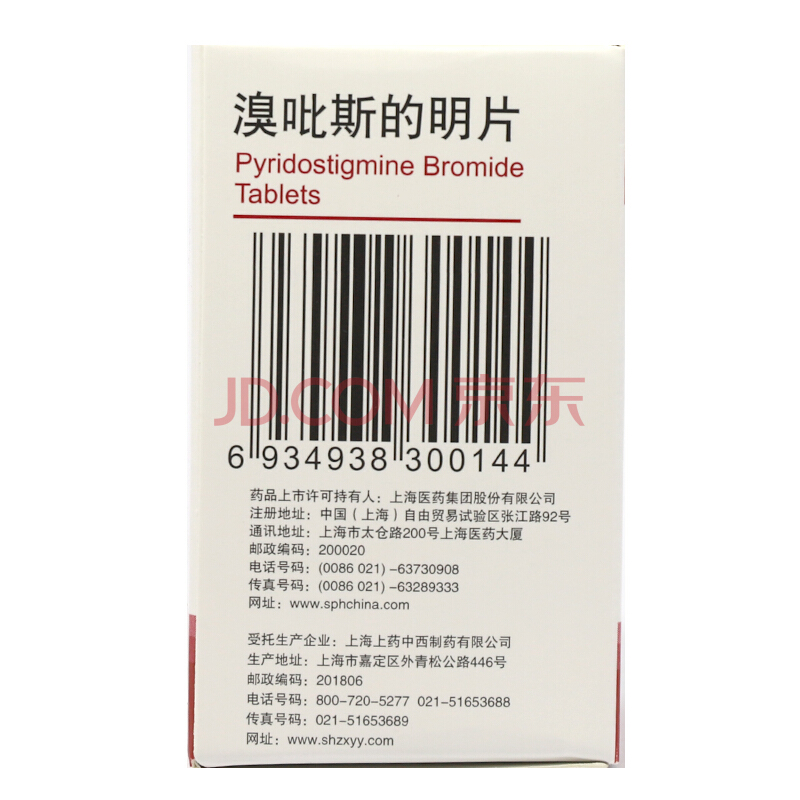 溴吡斯的明片
Pyridostigmine Bromide
Tablets
JD.COM 京东
6 934938 300144
药品上市许可持有人：上海医药集团股份有限公司
注册地址：中国（上海）自由贸易试验区张江路92号
通讯地址：上海市太仓路200号上海医药大厦
邮政编码：200020
电话号码：(0086 021) -63730908
传真号码：(0086 021) -63289333
网址：www.sphchina.com
受托生产企业：上海上药中西制药有限公司
生产地址：上海市嘉定区外青松公路446号
邮政编码：201806
电话号码：800-720-5277 021-51653688
传真号码：021-51653689
网址：www.shzxyy.com